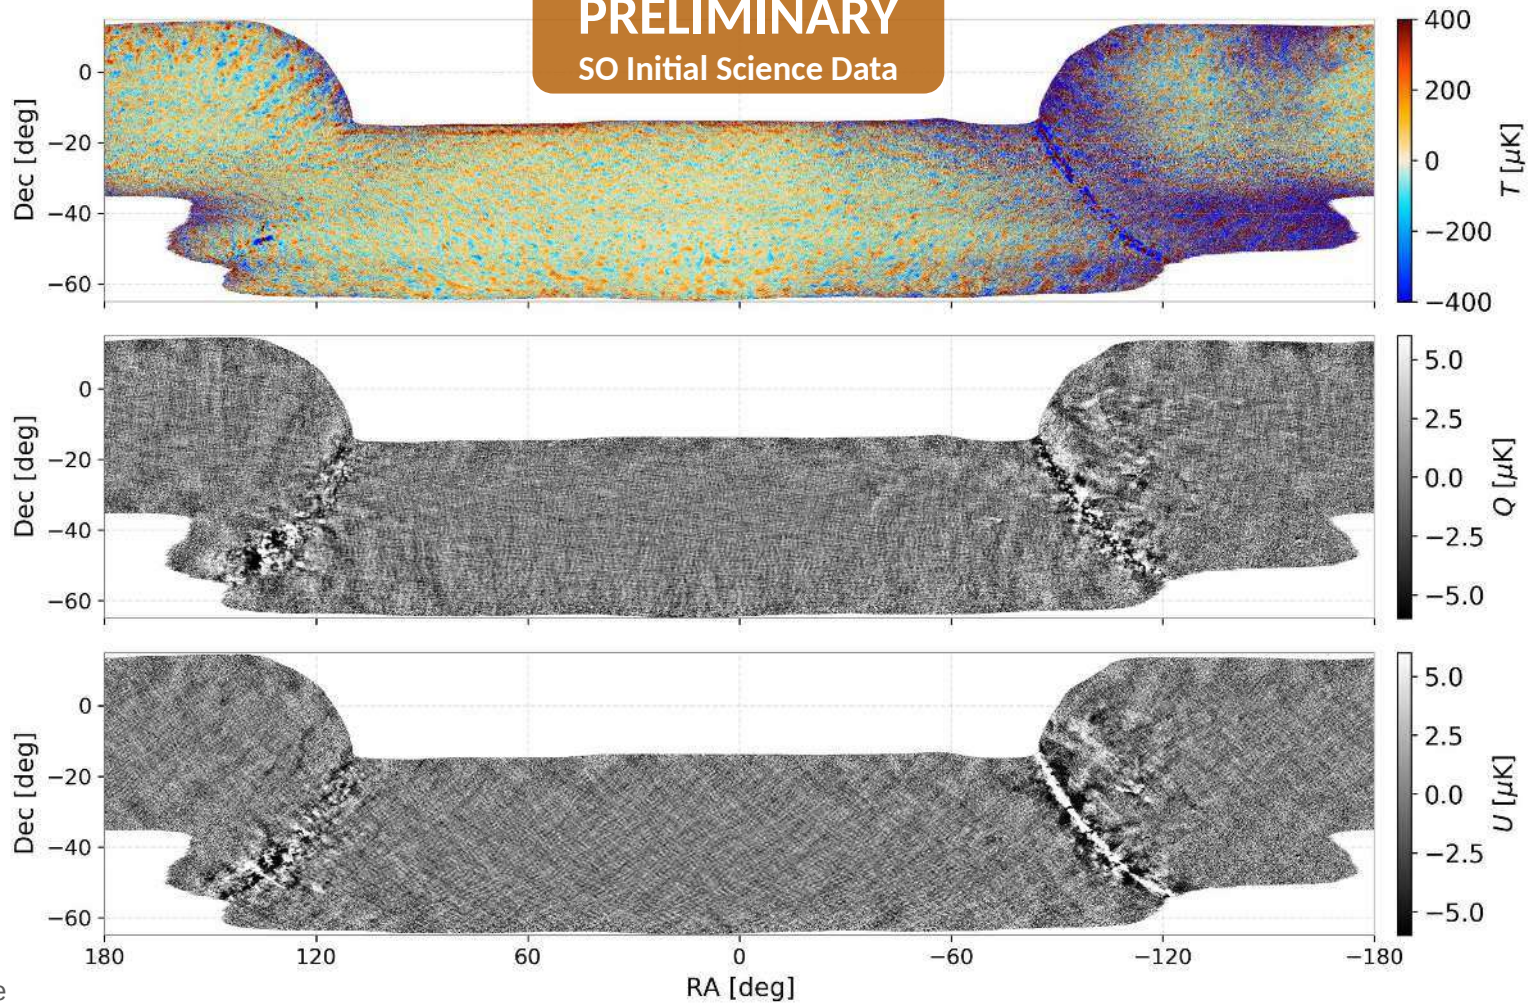 PRELIMINARY
SO Initial Science Data
0
−20
−40
−60
Dec [deg]
400
200
0
−200
−400
T [μK]
0
−20
−40
−60
Dec [deg]
5.0
2.5
0.0
−2.5
−5.0
Q [μK]
0
−20
−40
−60
Dec [deg]
5.0
2.5
0.0
−2.5
−5.0
U [μK]
180 120 60 0 −60 −120 −180
RA [deg]
e